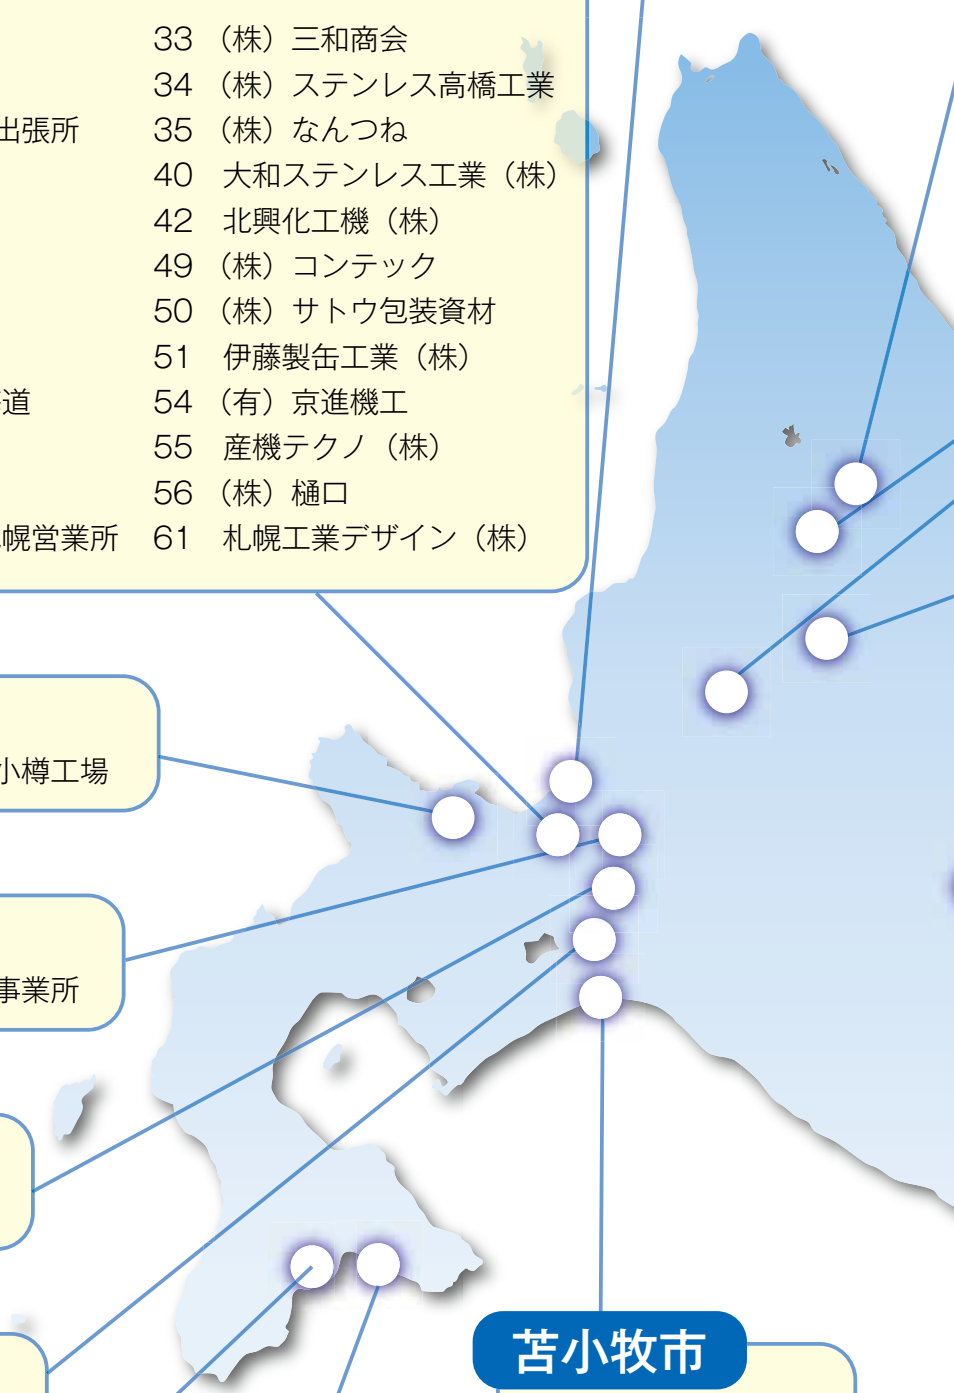 33 （株）三和商会
34 （株）ステンレス高橋工業
出張所 35 （株）なんつね
40 大和ステンレス工業（株）
42 北興化工機（株）
49 （株）コンテック
50 （株）サトウ包装資材
51 伊藤製缶工業（株）
道 54 （有）京進機工
55 産機テクノ（株）
56 （株）樋口
幌営業所 61 札幌工業デザイン（株）
小樽工場
事業所
苫小牧市